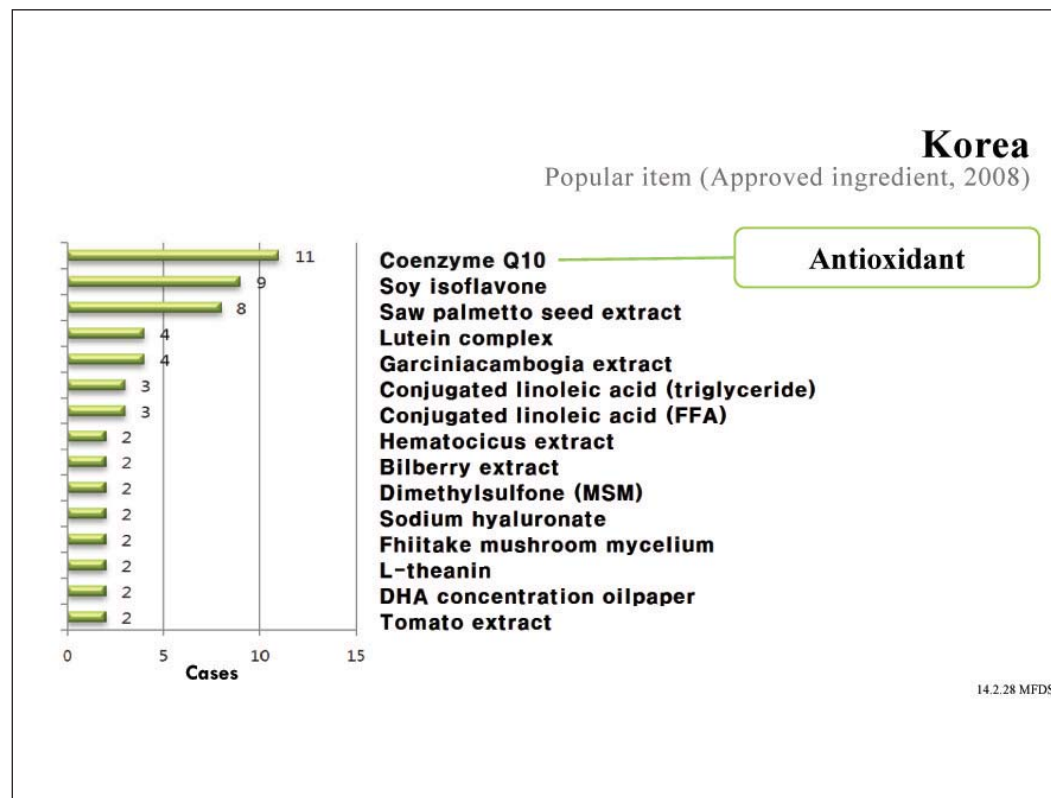 Korea
Popular item (Approved ingredient, 2008)
Antioxidant
11 Coenzyme Q10
9 Soy isoflavone
8 Saw palmetto seed extract
4 Lutein complex
4 Garciniacambogia extract
3 Conjugated linoleic acid (triglyceride)
3 Conjugated linoleic acid (FFA)
2 Hematocicus extract
2 Bilberry extract
2 Dimethylsulfone (MSM)
2 Sodium hyaluronate
2 Fhiitake mushroom mycelium
2 L-theanin
2 DHA concentration oilpaper
2 Tomato extract
0 5 10 15
Cases
14.2.28 MFDS